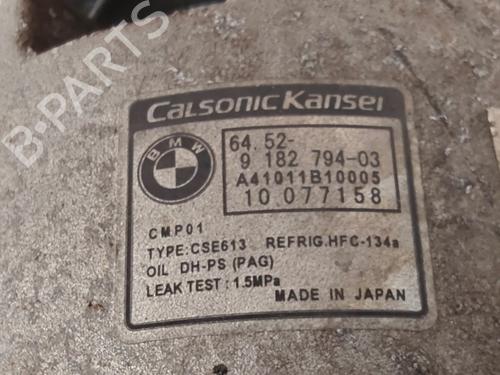 B-PARTS
CalsonicKansei
BMW
64.52-
9 182 794-03
A41011B10005
10 077158
CMP01
TYPE:CSE613 REFRIG.HFC-134a
OIL DH-PS (PAG)
LEAK TEST : 1.5MPa
MADE IN JAPAN